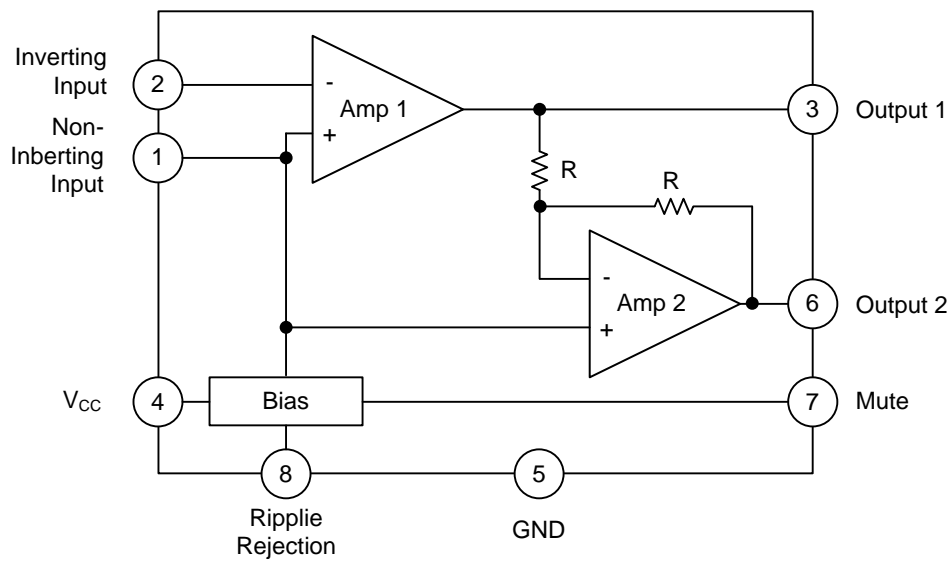 Inverting
Input
2
-
Amp 1
+
3
Output 1
Non-
Inberting
Input
1
R
R
-
Amp 2
+
6
Output 2
VCC
4
Bias
7
Mute
8
5
Ripplie
Rejection
GND